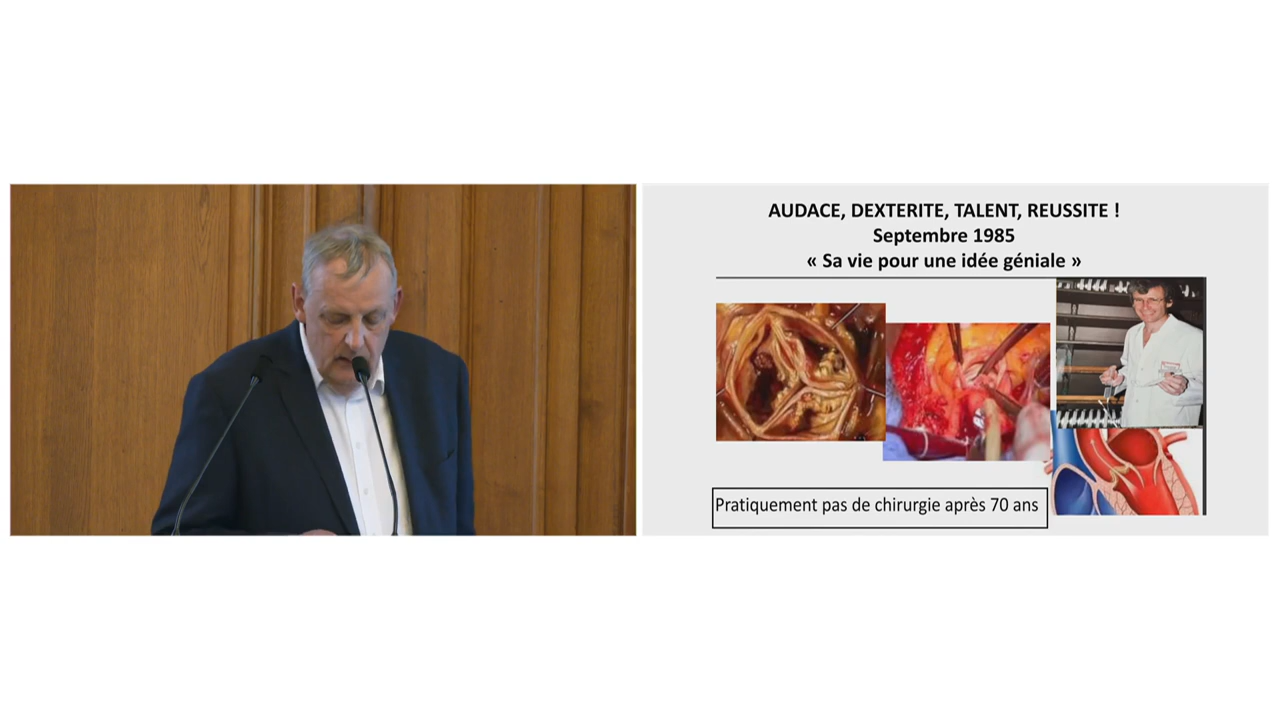 AUDACE, DEXTERITE, TALENT, REUSSITE !
Septembre 1985
« Sa vie pour une idée géniale »
Pratiquement pas de chirurgie après 70 ans